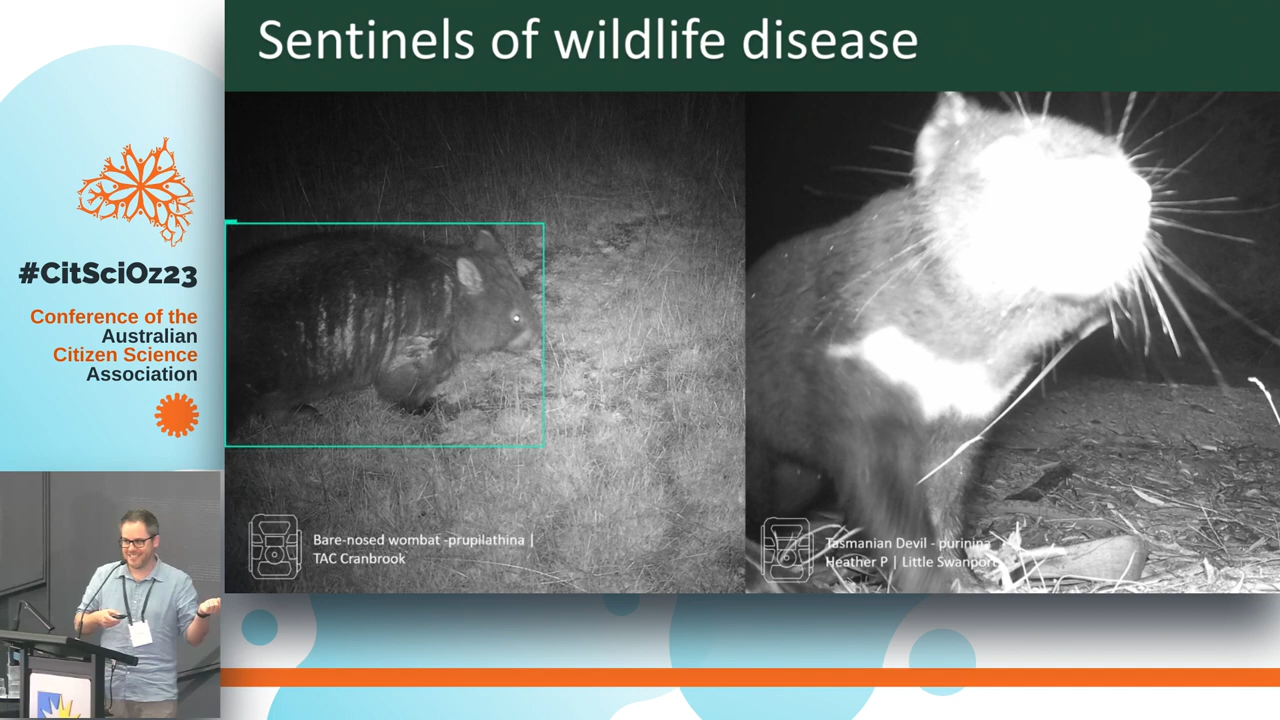 Sentinels of wildlife disease
#CitSciOz23
Conference of the
Australian
Citizen Science
Association
Bare-nosed wombat -prupilathina |
TAC Cranbrook
Tasmanian Devil - purinina
Heather P | Little Swanport